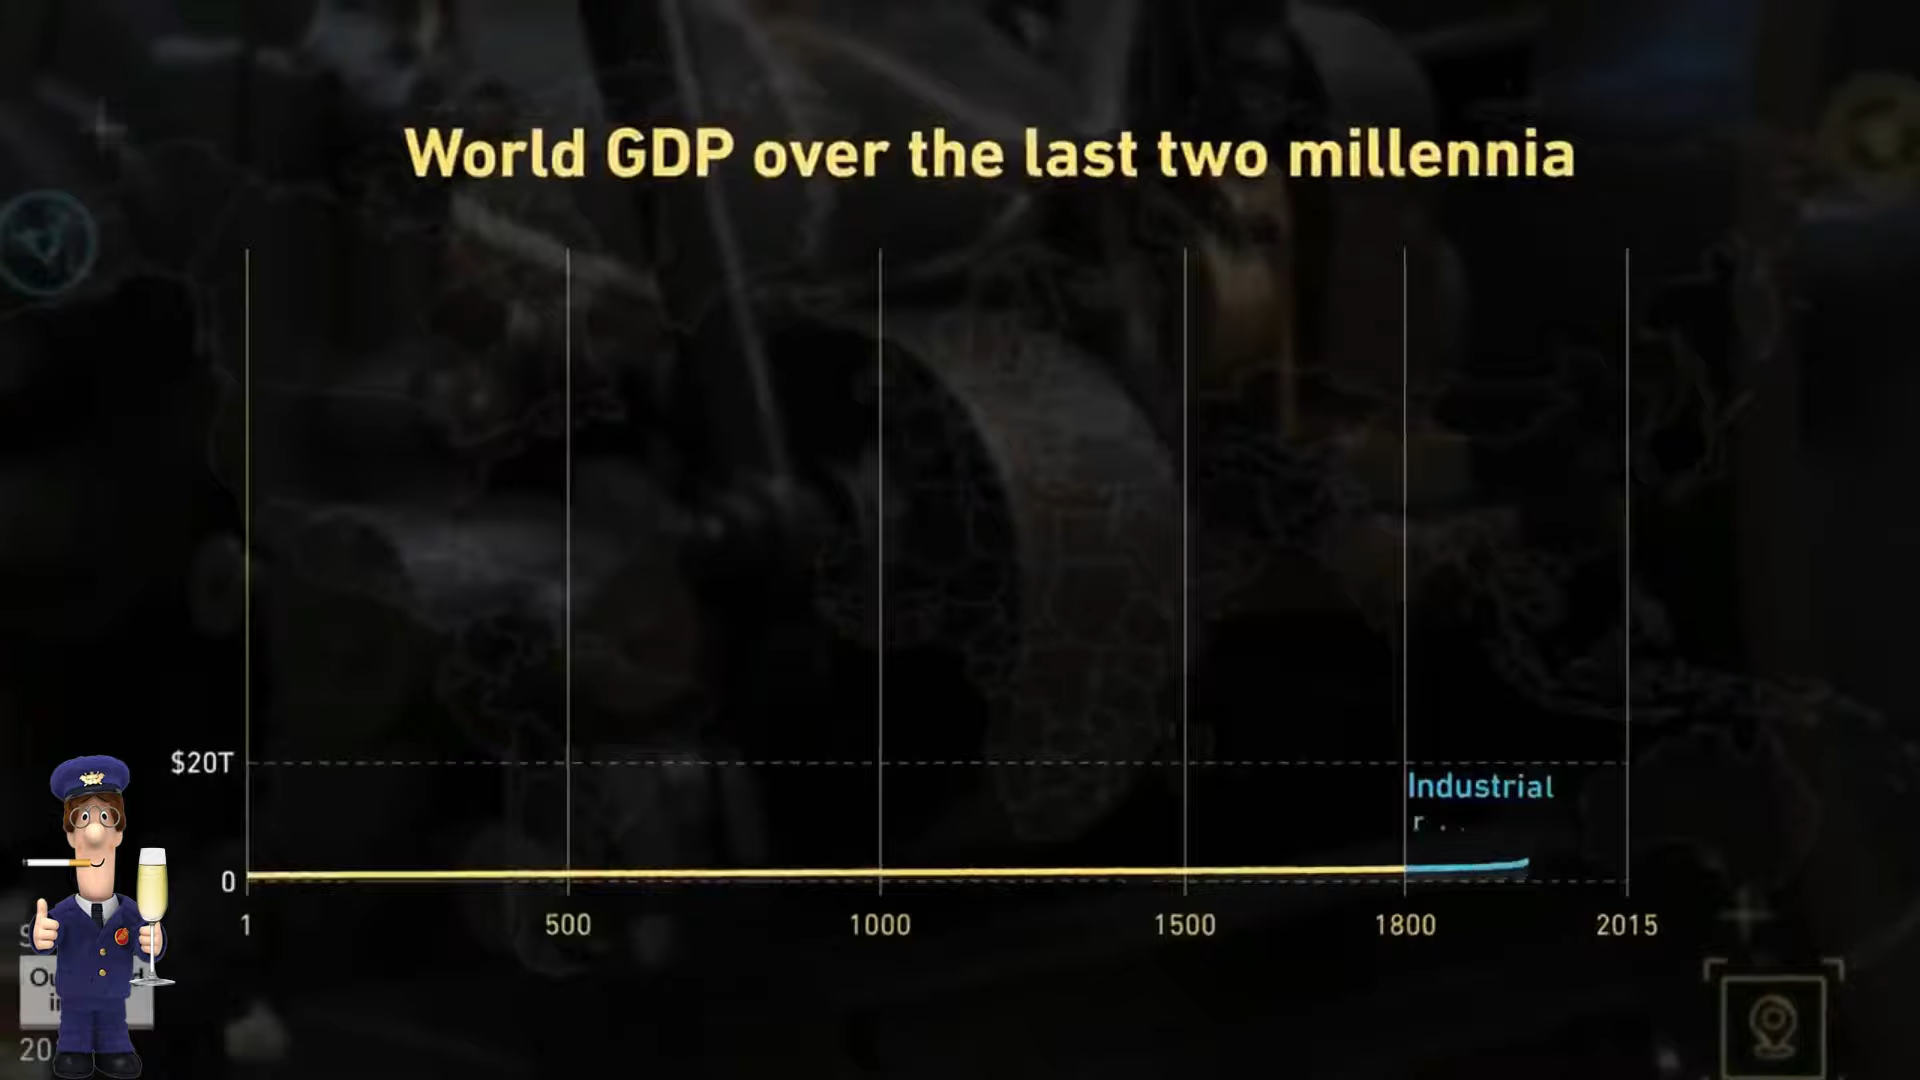 World GDP over the last two millennia
$20T
Industrial
0
1 500 1000 1500 1800 2015